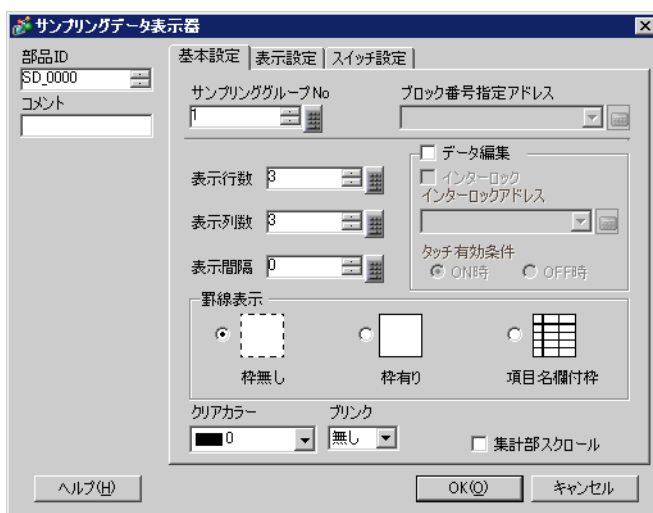 サンプリングデータ表示器
部品ID
SD_0000
コメント
基本設定
表示設定
スイッチ設定
サンプリンググループNo
1
ブロック番号指定アドレス
表示行数
3
表示列数
3
表示間隔
0
データ編集
インターロック
インターロックアドレス
タッチ有効条件
ON時
OFF時
罫線表示
枠無し
枠有り
項目名欄付枠
クリアカラー
0
ブリンク
無し
集計部スクロール
ヘルプ(H)
OK(O)
キャンセル